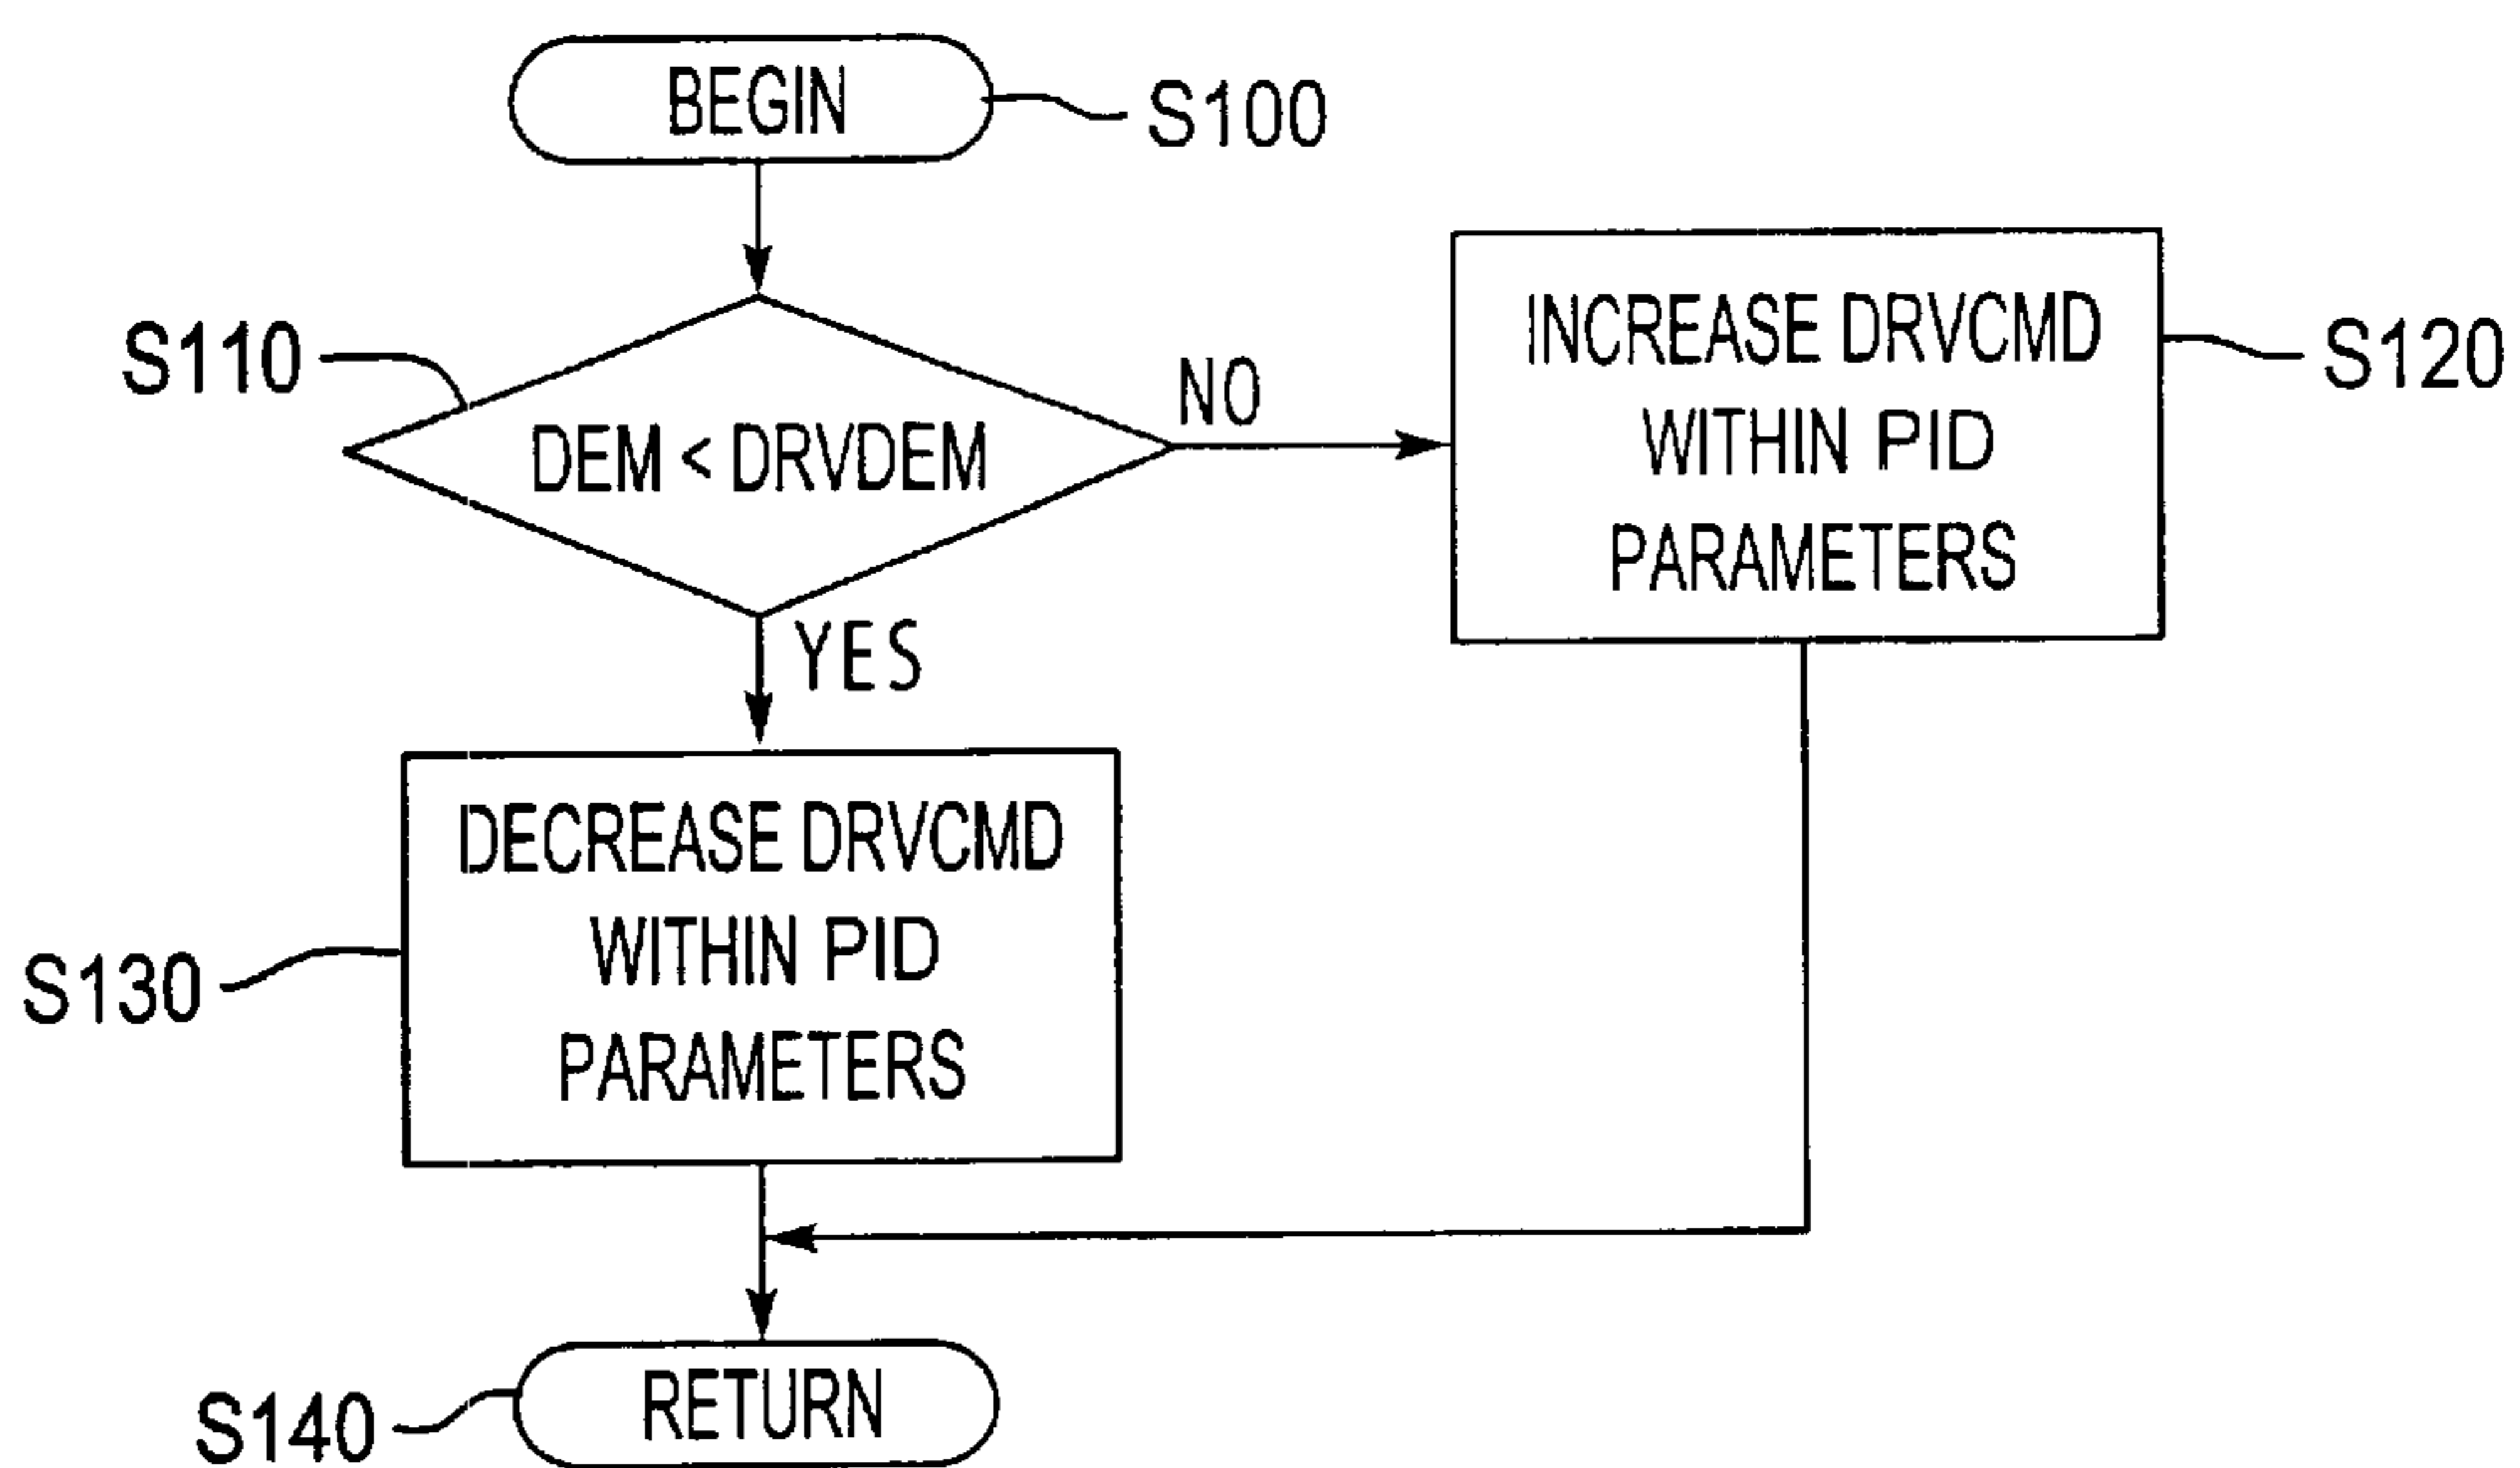 BEGIN
S100
S110
DEM < DRVDEM
NO
INCREASE DRVCMD
WITHIN PID
PARAMETERS
S120
YES
DECREASE DRVCMD
WITHIN PID
PARAMETERS
S130
RETURN
S140